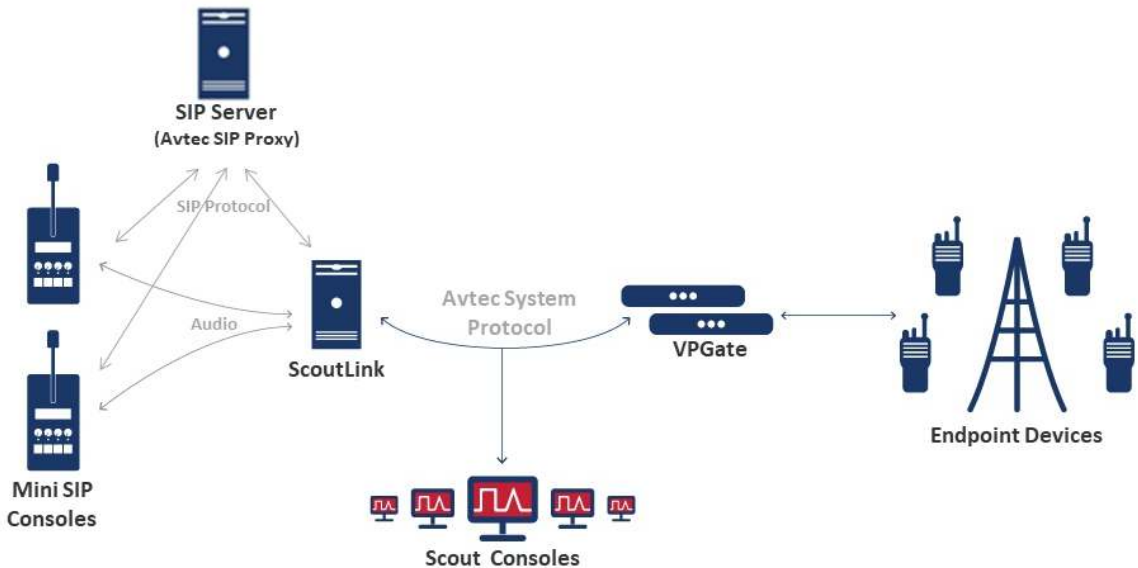 SIP Server
(Avtec SIP Proxy)
SIP Protocol
Audio
ScoutLink
Avtec System
Protocol
VPGate
Endpoint Devices
Mini SIP
Consoles
Scout Consoles